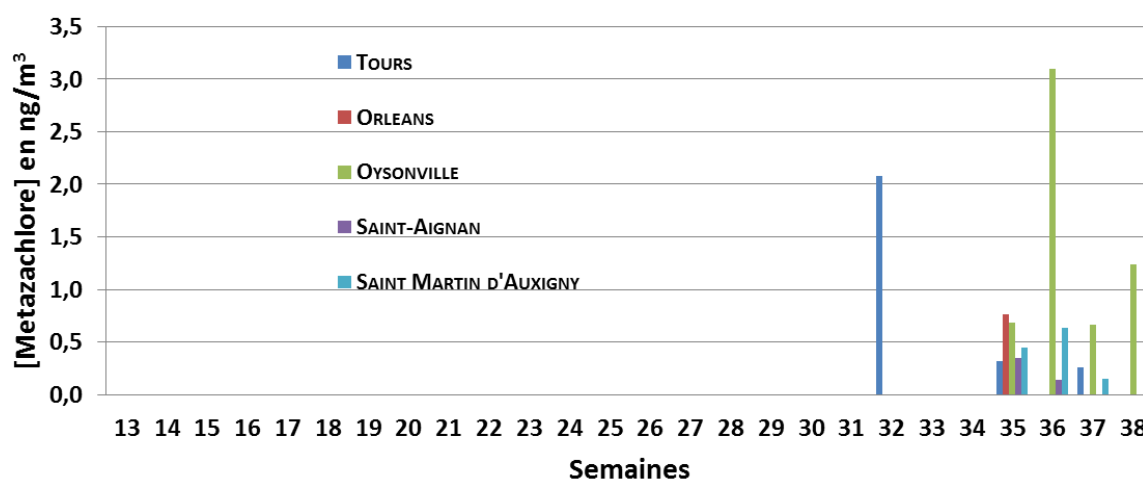 [Metazachlore] en ng/m³
3,5
3,0
2,5
2,0
1,5
1,0
0,5
0,0
TOURS
ORLEANS
OYSONVILLE
SAINT-AIGNAN
SAINT MARTIN D'AUXIGNY
13 14 15 16 17 18 19 20 21 22 23 24 25 26 27 28 29 30 31 32 33 34 35 36 37 38
Semaines